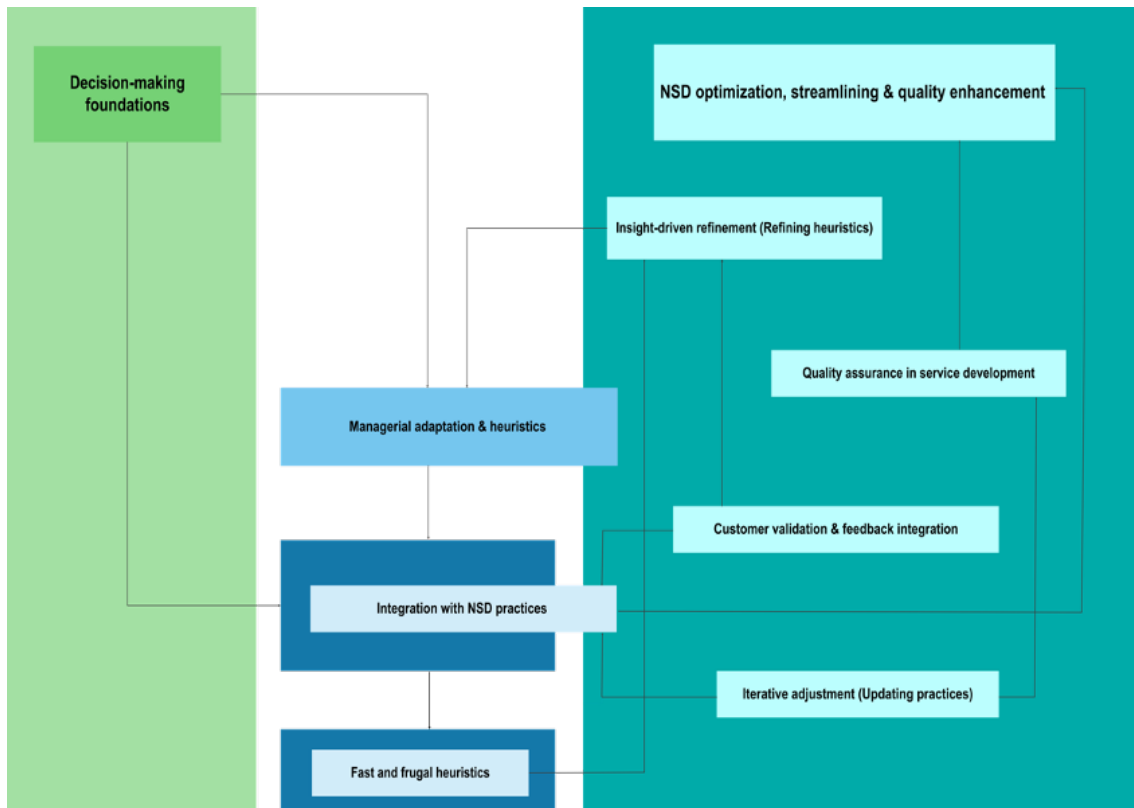 Decision-making
foundations
NSD optimization, streamlining & quality enhancement
Insight-driven refinement (Refining heuristics)
Quality assurance in service development
Managerial adaptation & heuristics
Customer validation & feedback integration
Integration with NSD practices
Iterative adjustment (Updating practices)
Fast and frugal heuristics